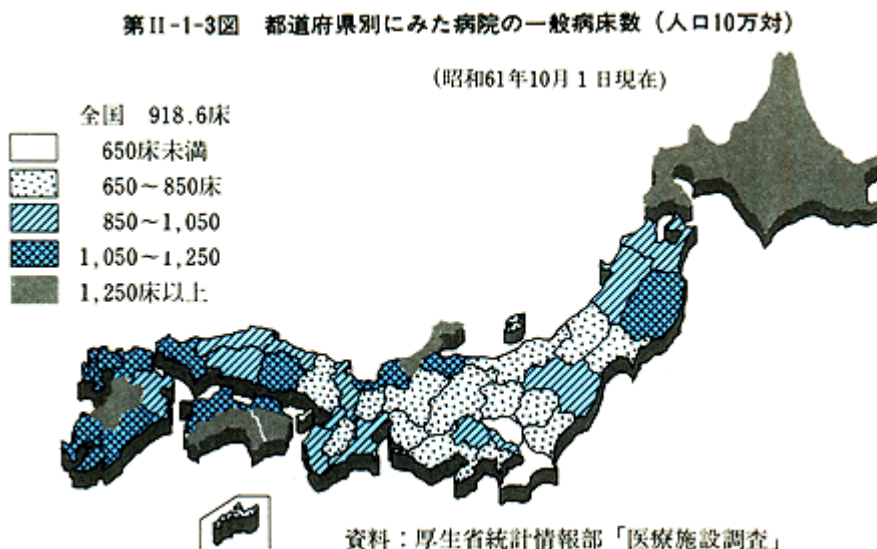 第II-1-3図 都道府県別にみた病院の一般病床数(人口10万対)
(昭和61年10月1日現在)
全国 918.6床
650床未満
650~850床
850~1,050
1,050~1,250
1,250床以上
資料:厚生省統計情報部「医療施設調査」